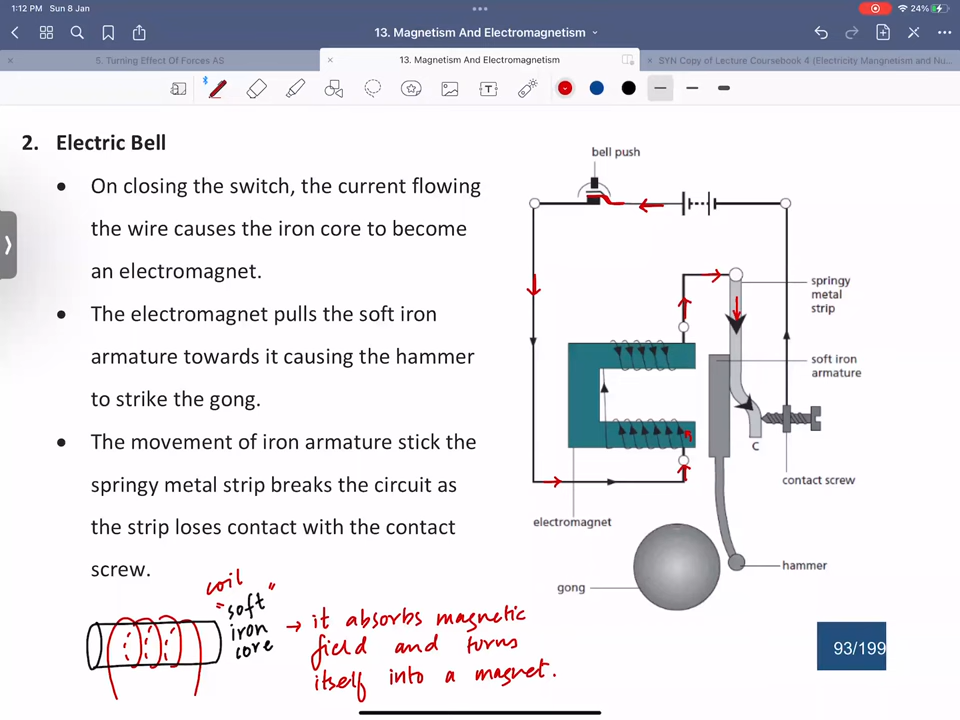 1:12 PM Sun 8 Jan
24%
13. Magnetism And Electromagnetism
5. Turning Effect Of Forces AS
13. Magnetism And Electromagnetism
SYN Copy of Lecture Coursebook 4 (Electricity Mangnetism and Nu...
2. Electric Bell
• On closing the switch, the current flowing
the wire causes the iron core to become
an electromagnet.
• The electromagnet pulls the soft iron
armature towards it causing the hammer
to strike the gong.
• The movement of iron armature stick the
springy metal strip breaks the circuit as
the strip loses contact with the contact
screw.
coil
"soft"
iron
core
→ it absorbs magnetic
field and turns
itself into a magnet.
bell push
springy
metal
strip
soft iron
armature
C
contact screw
electromagnet
hammer
gong
93/199